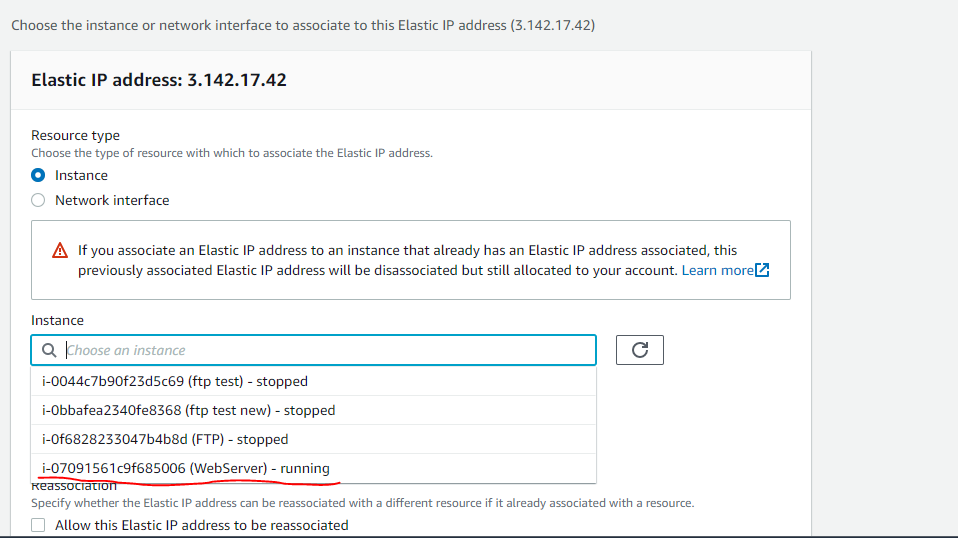 Choose the instance or network interface to associate to this Elastic IP address (3.142.17.42)
Elastic IP address: 3.142.17.42
Resource type
Choose the type of resource with which to associate the Elastic IP address.
Instance
Network interface
If you associate an Elastic IP address to an instance that already has an Elastic IP address associated, this
previously associated Elastic IP address will be disassociated but still allocated to your account. Learn more
Instance
Choose an instance
i-0044c7b90f23d5c69 (ftp test) - stopped
i-0bbafea2340fe8368 (ftp test new) - stopped
i-0f6828233047b4b8d (FTP) - stopped
i-07091561c9f685006 (WebServer) - running
Reassociation
Specify whether the Elastic IP address can be reassociated with a different resource if it already associated with a resource.
Allow this Elastic IP address to be reassociated